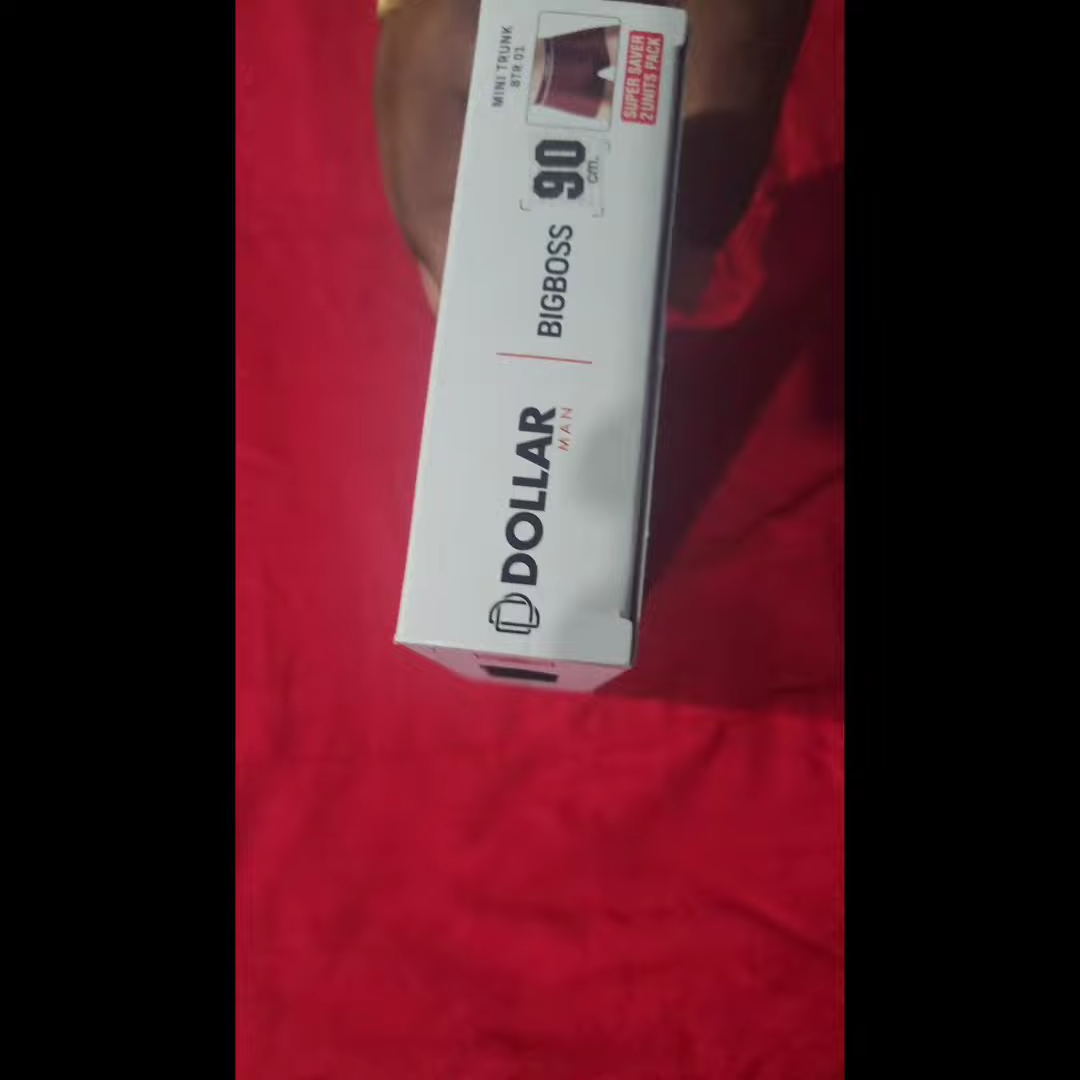 DOLLAR
MAN
BIGBOSS
90
cm.
MINI TRUNK
BTR.01
SUPER SAVER
2 UNITS PACK